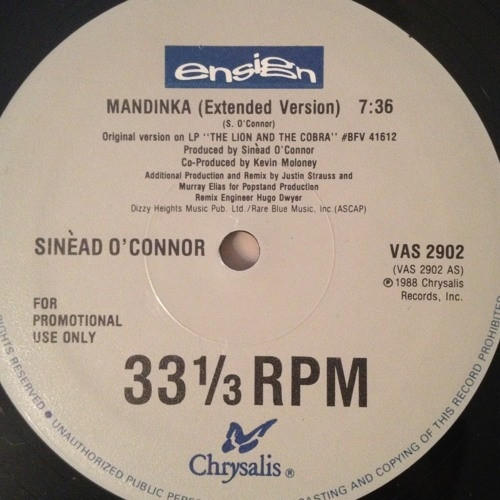 ensign
MANDINKA (Extended Version) 7:36
(S. O'Connor)
Original version on LP "THE LION AND THE COBRA" #BFV 41612
Produced by Sinèad O'Connor
Co-Produced by Kevin Moloney
Additional Production and Remix by Justin Strauss and
Murray Elias for Popstand Production
Remix Engineer Hugo Dwyer
Dizzy Heights Music Pub. Ltd./Rare Blue Music, Inc.(ASCAP)
SINÈAD O'CONNOR
VAS 2902
(VAS 2902 AS)
℗1988 Chrysalis
Records, Inc.
FOR
PROMOTIONAL
USE ONLY
33 1/3 RPM
Chrysalis®
RIGHTS RESERVED • UNAUTHORIZED PUBLIC
CASTING AND COPYING OF THIS RECORD PROHIBITED